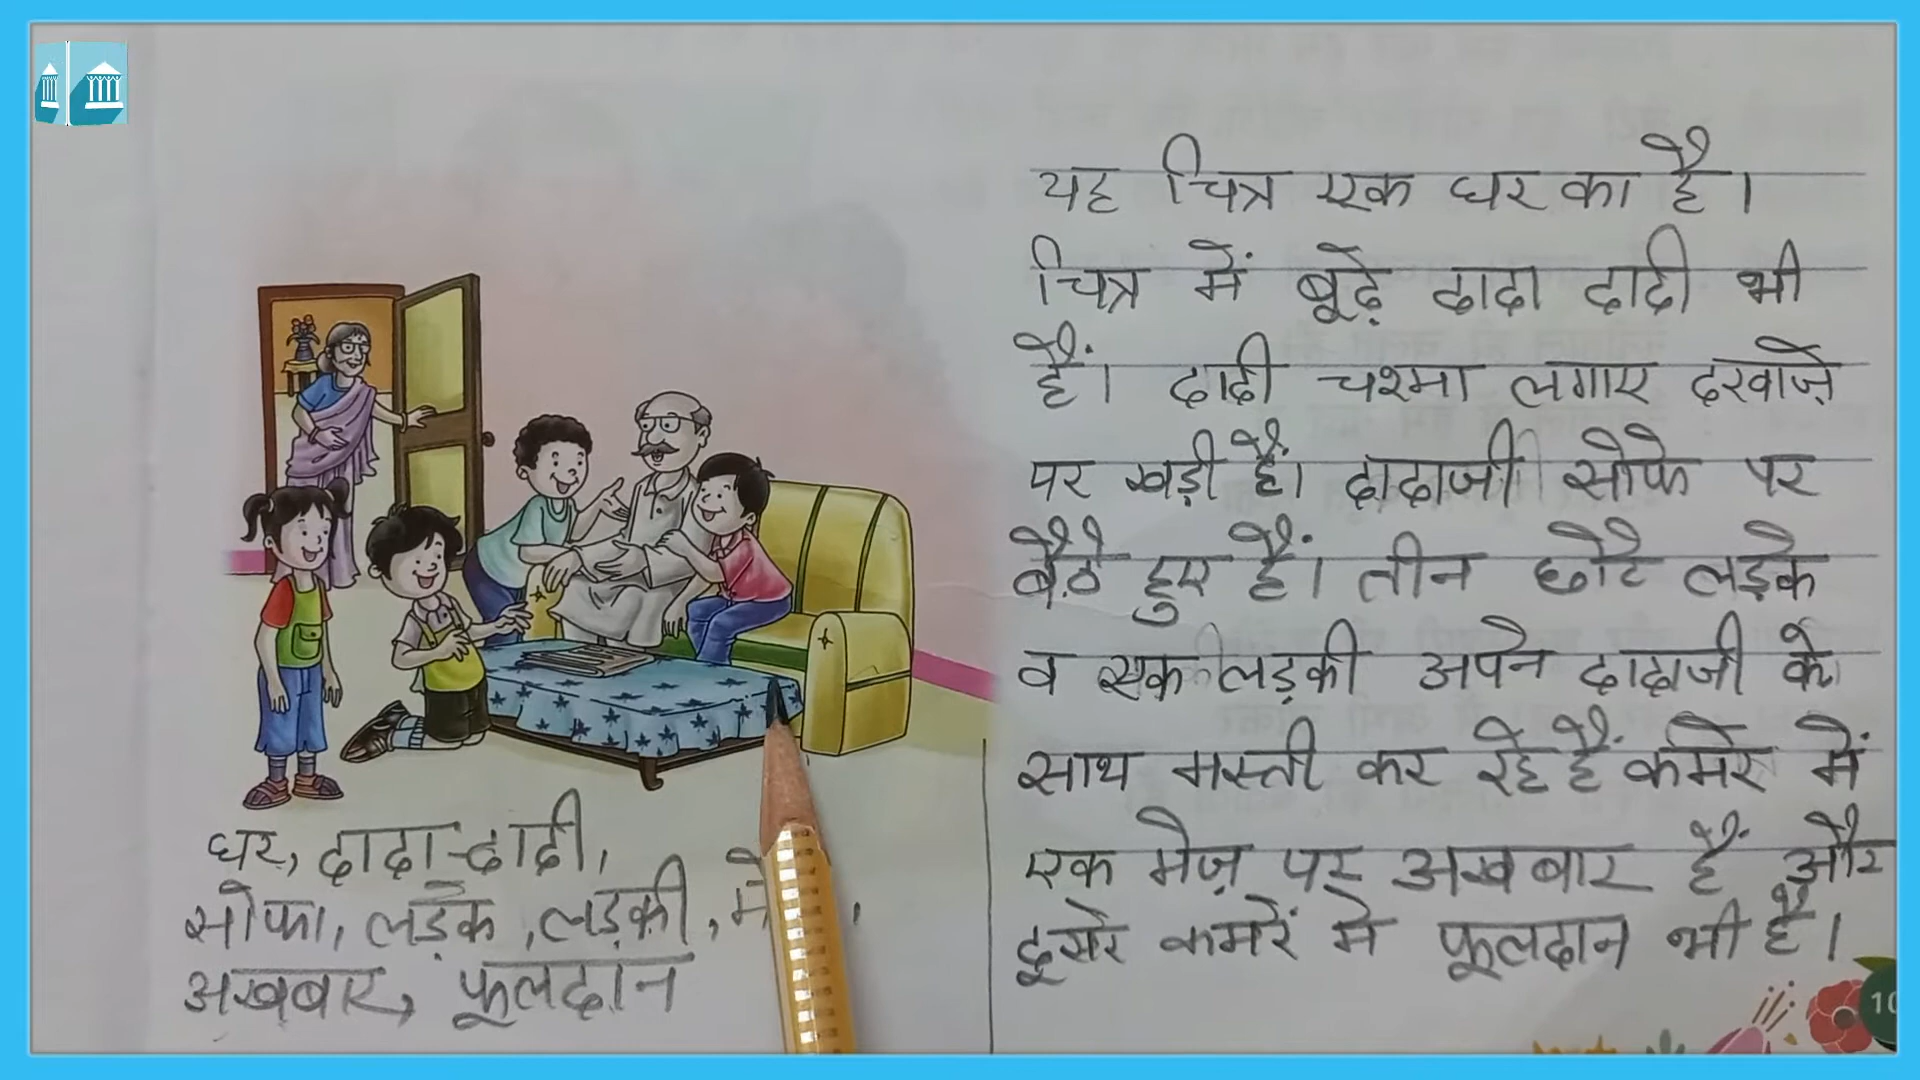 यह चित्र एक घर का है।
चित्र में बूढ़े दादा दादी भी
हैं। दादी चश्मा लगाए दरवाज़े
पर खड़ी हैं। दादाजी सोफे पर
बैठे हुए हैं। तीन छोटे लड़के
व एक लड़की अपने दादाजी के
साथ मस्ती कर रहे हैं कमरे में
एक मेज़ पर अखबार हैं और
दूसरे कमरें मे फूलदान भी है।
घर, दादा-दादी,
सोफा, लड़के, लड़की,
अखबार, फूलदान
10